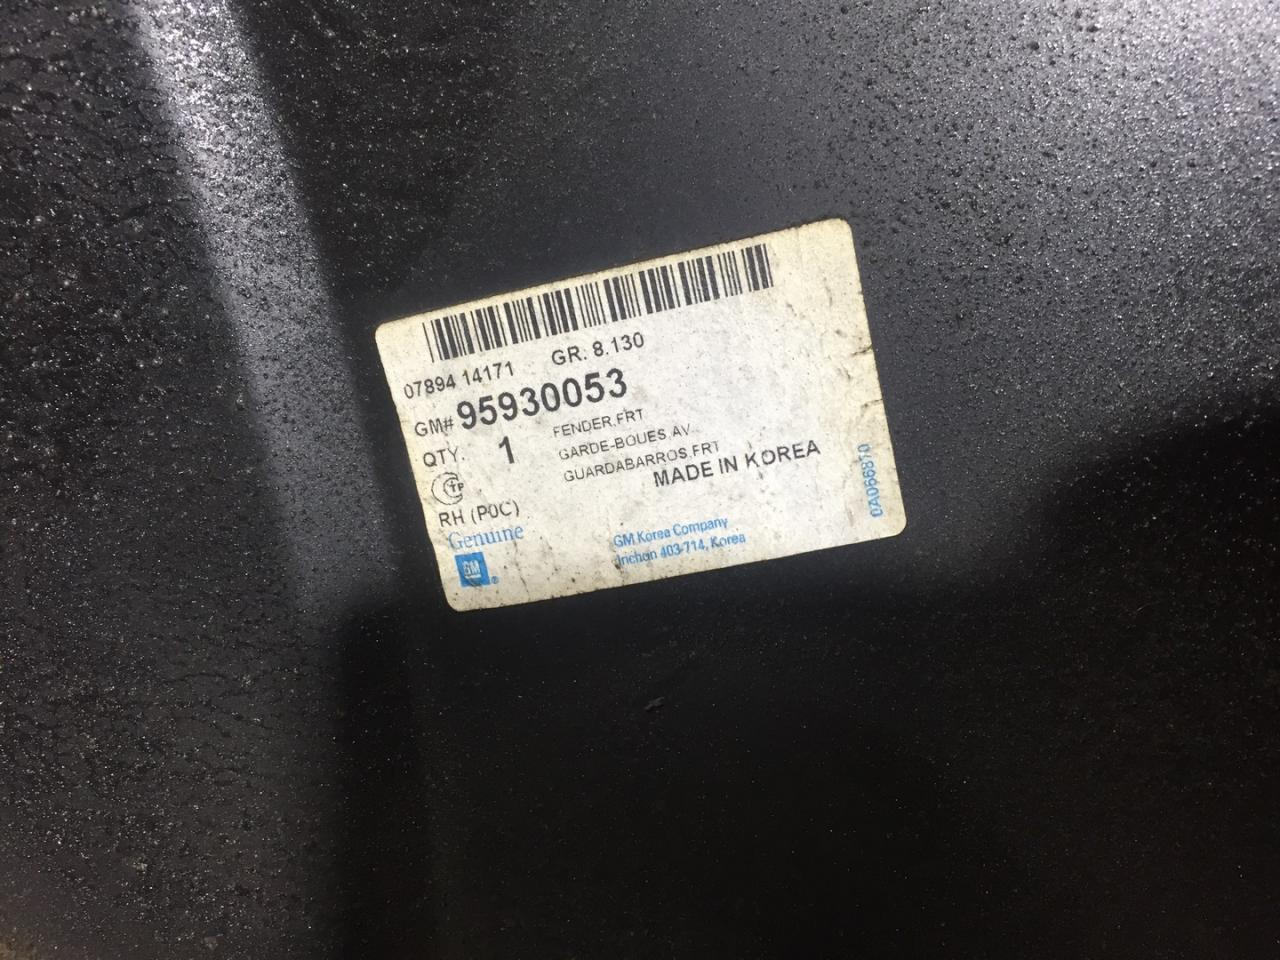 07894 14171 GR: 8.130
GM# 95930053
QTY. 1
FENDER,FRT
GARDE-BOUES,AV
GUARDABARROS,FRT
MADE IN KOREA
RH (P0C)
Genuine
GM
GM Korea Company
Inchon 403-714, Korea
0A066870